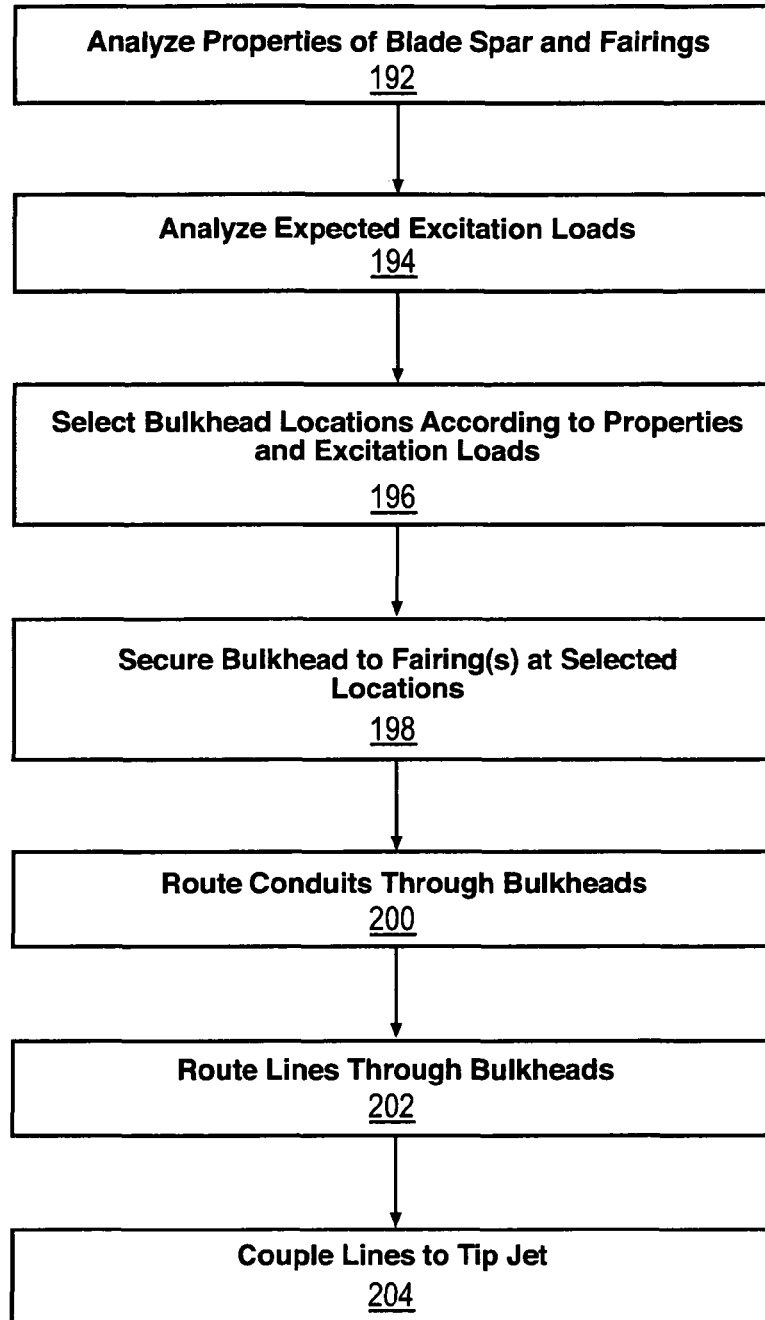 Analyze Properties of Blade Spar and Fairings
192
Analyze Expected Excitation Loads
194
Select Bulkhead Locations According to Properties
and Excitation Loads
196
Secure Bulkhead to Fairing(s) at Selected
Locations
198
Route Conduits Through Bulkheads
200
Route Lines Through Bulkheads
202
Couple Lines to Tip Jet
204